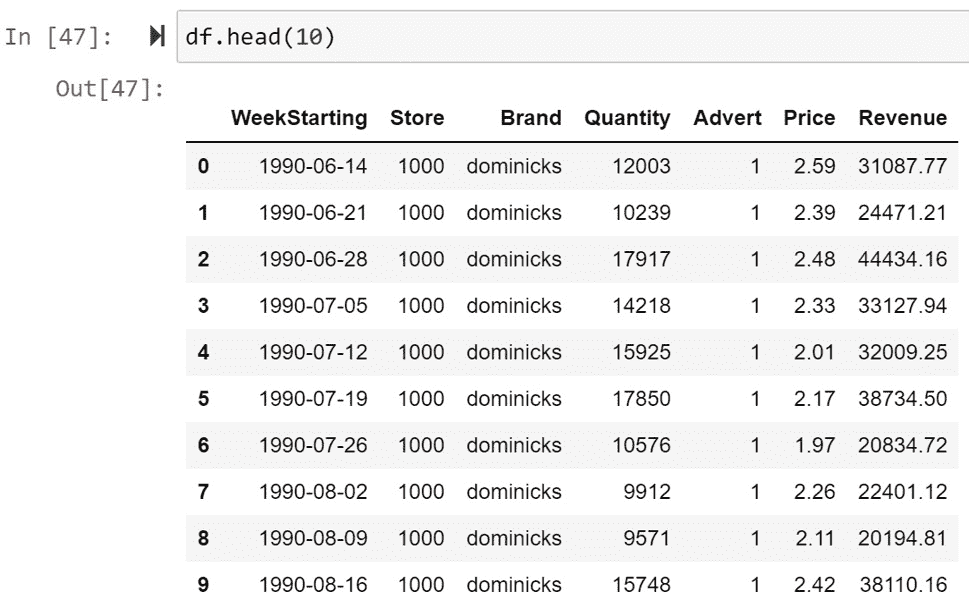 In [47]: df.head(10)
Out[47]:
WeekStarting Store Brand Quantity Advert Price Revenue
0 1990-06-14 1000 dominicks 12003 1 2.59 31087.77
1 1990-06-21 1000 dominicks 10239 1 2.39 24471.21
2 1990-06-28 1000 dominicks 17917 1 2.48 44434.16
3 1990-07-05 1000 dominicks 14218 1 2.33 33127.94
4 1990-07-12 1000 dominicks 15925 1 2.01 32009.25
5 1990-07-19 1000 dominicks 17850 1 2.17 38734.50
6 1990-07-26 1000 dominicks 10576 1 1.97 20834.72
7 1990-08-02 1000 dominicks 9912 1 2.26 22401.12
8 1990-08-09 1000 dominicks 9571 1 2.11 20194.81
9 1990-08-16 1000 dominicks 15748 1 2.42 38110.16